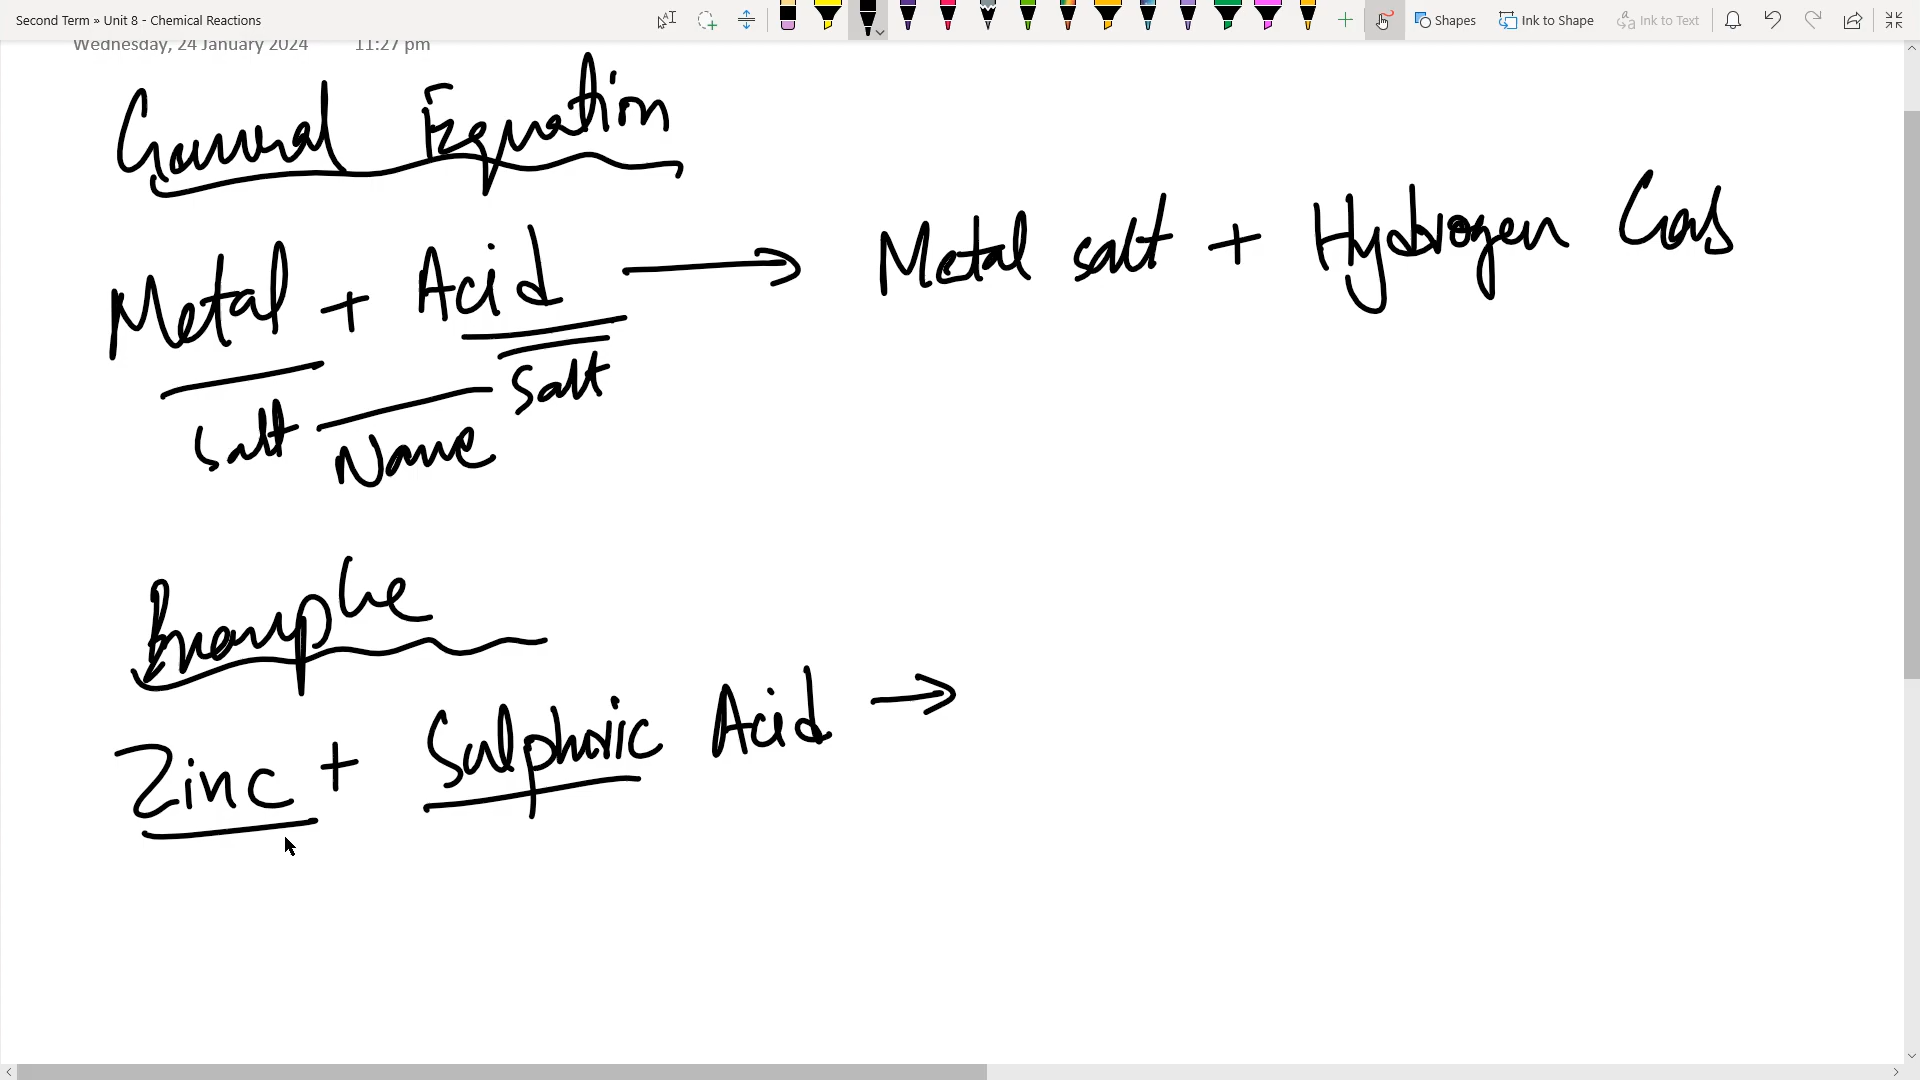 Second Term » Unit 8 - Chemical Reactions
Shapes Ink to Shape Ink to Text
Wednesday, 24 January 2024 11:27 pm
General Equation
Metal + Acid → Metal salt + Hydrogen Gas
Salt Name Salt
Example
Zinc + Sulphuric Acid →